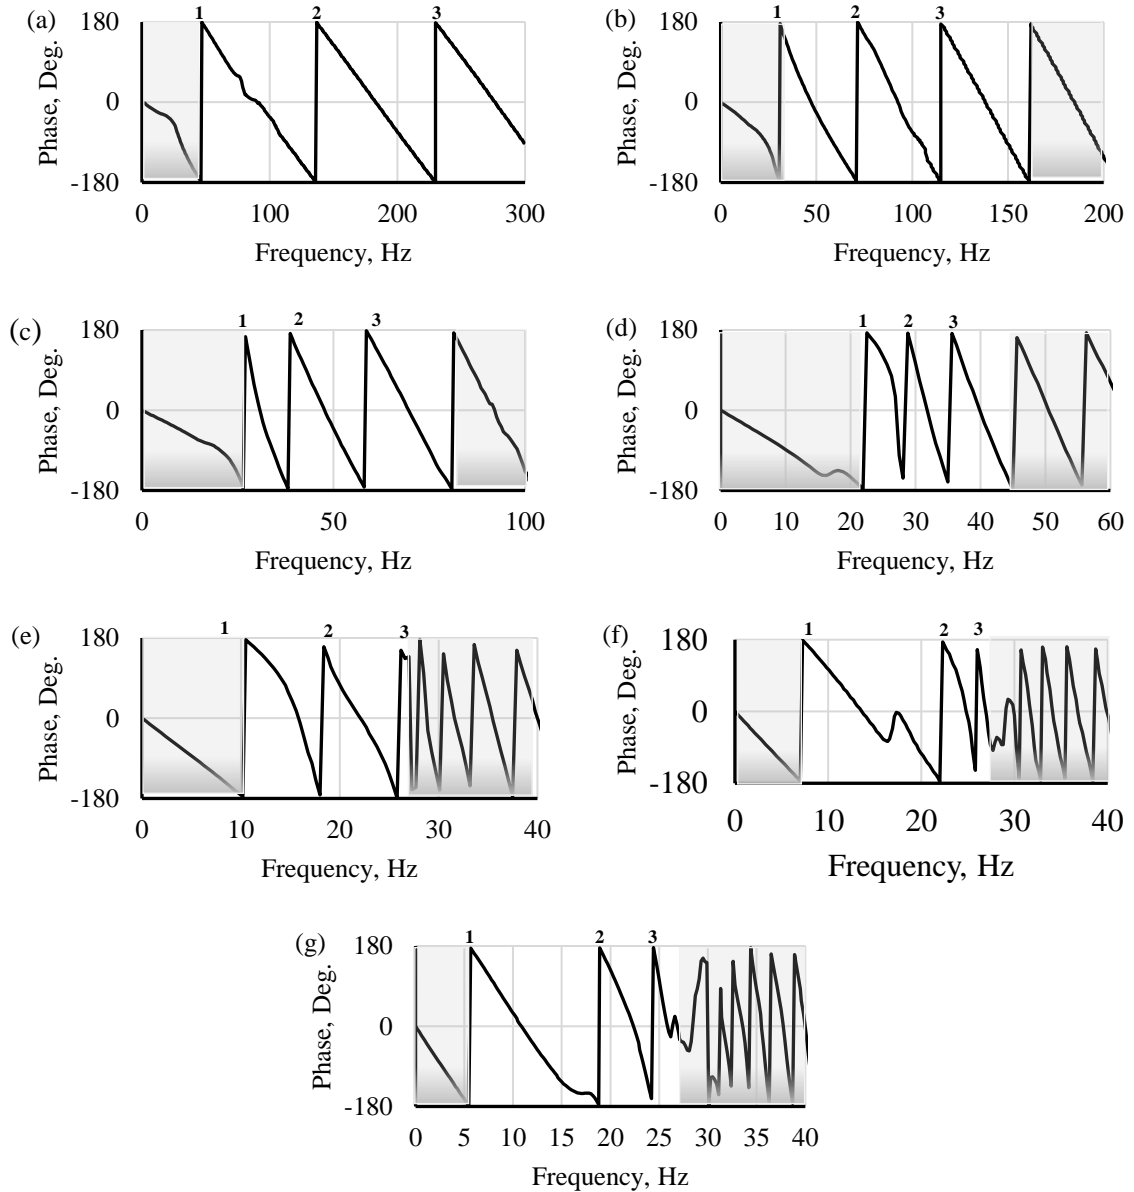 (a)
Phase, Deg.
180
0
-180
1 2 3
0 100 200 300
Frequency, Hz
(b)
Phase, Deg.
180
0
-180
1 2 3
0 50 100 150 200
Frequency, Hz
(c)
Phase, Deg.
180
0
-180
1 2 3
0 50 100
Frequency, Hz
(d)
Phase, Deg.
180
0
-180
1 2 3
0 10 20 30 40 50 60
Frequency, Hz
(e)
Phase, Deg.
180
0
-180
1 2 3
0 10 20 30 40
Frequency, Hz
(f)
Phase, Deg.
180
0
-180
1 2 3
0 10 20 30 40
Frequency, Hz
(g)
Phase, Deg.
180
0
-180
1 2 3
0 5 10 15 20 25 30 35 40
Frequency, Hz